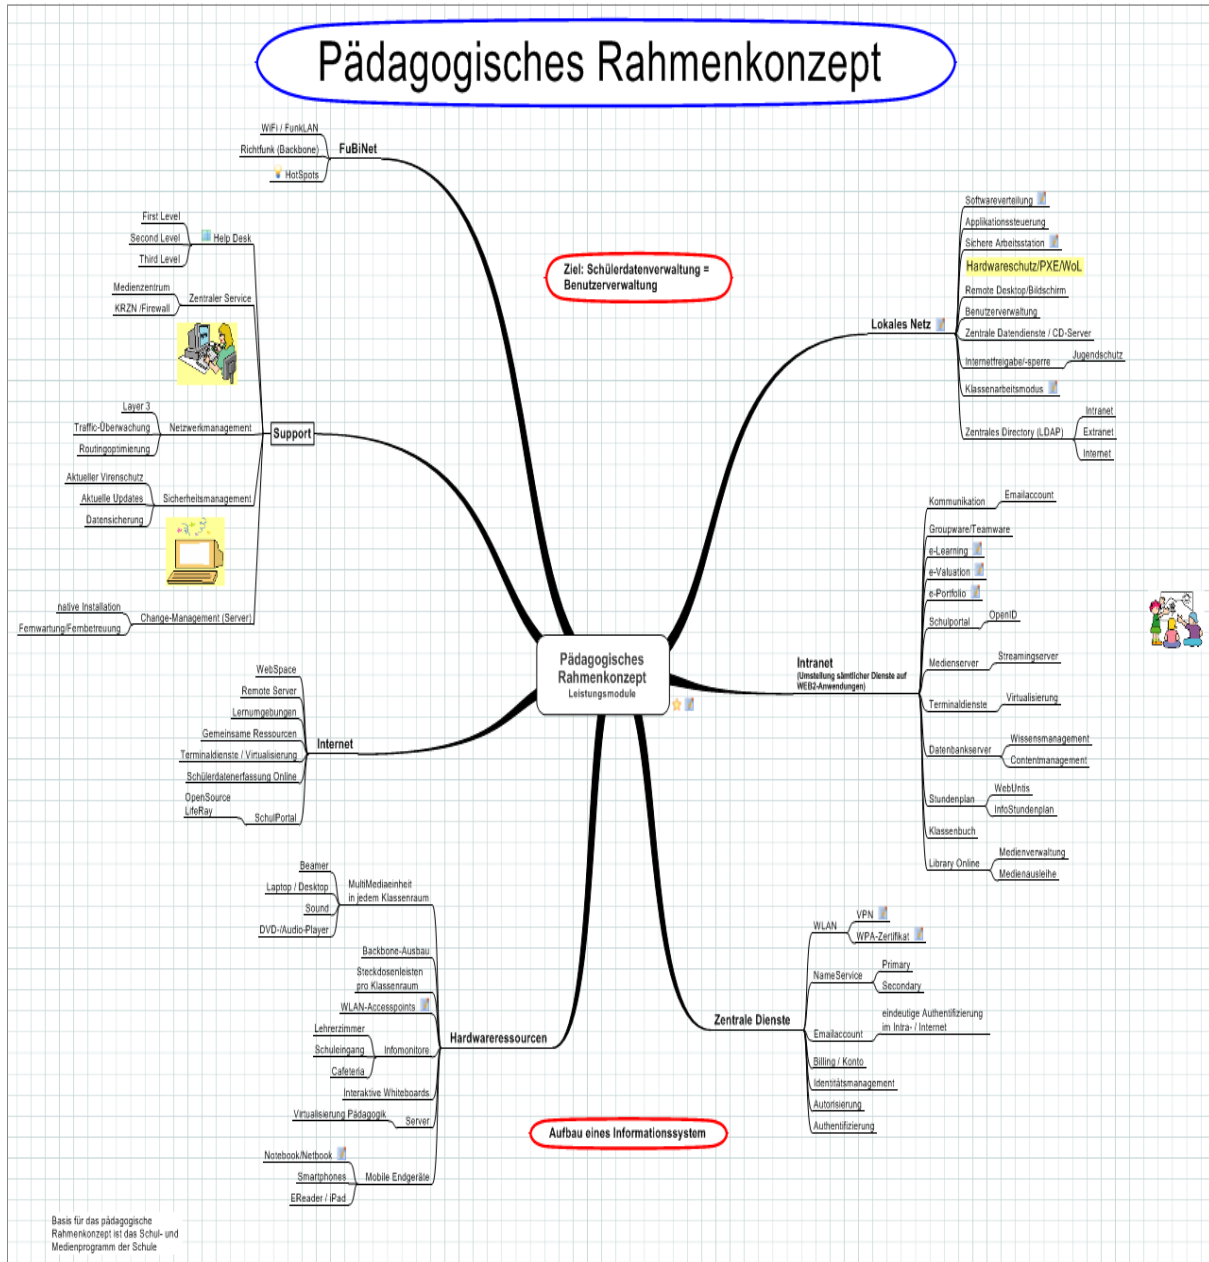 Pädagogisches Rahmenkonzept
WiFi / FunkLAN
Richtfunk (Backbone)
HotSpots
FuBiNet
First Level
Second Level
Third Level
Help Desk
Medienzentrum
KRZN /Firewall
Zentraler Service
Layer 3
Traffic-Überwachung
Routingoptimierung
Netzwerkmanagement
Support
Aktueller Virenschutz
Aktuelle Updates
Datensicherung
Sicherheitsmanagement
native Installation
Fernwartung/Fernbetreuung
Change-Management (Server)
Ziel: Schülerdatenverwaltung =
Benutzerverwaltung
Softwareverteilung
Applikationssteuerung
Sichere Arbeitsstation
Hardwareschutz/PXE/WoL
Remote Desktop/Bildschirm
Benutzerverwaltung
Lokales Netz
Zentrale Datendienste / CD-Server
Internetfreigabe/-sperre
Jugendschutz
Klassenarbeitsmodus
Zentrales Directory (LDAP)
Intranet
Extranet
Internet
Pädagogisches
Rahmenkonzept
Leistungsmodule
Intranet
(Umstellung sämtlicher Dienste auf
WEB2-Anwendungen)
Kommunikation
Emailaccount
Groupware/Teamware
e-Learning
e-Valuation
e-Portfolio
Schulportal
OpenID
Medienserver
Streamingserver
Terminaldienste
Virtualisierung
Datenbankserver
Wissensmanagement
Contentmanagement
Stundenplan
WebUntis
InfoStundenplan
Klassenbuch
Library Online
Medienverwaltung
Medienausleihe
WebSpace
Remote Server
Lernumgebungen
Gemeinsame Ressourcen
Terminaldienste / Virtualisierung
Schülerdatenerfassung Online
OpenSource
LifeRay
SchulPortal
Internet
Beamer
Laptop / Desktop
Sound
DVD-/Audio-Player
MultiMediaeinheit
in jedem Klassenraum
Backbone-Ausbau
Steckdosenleisten
pro Klassenraum
WLAN-Accesspoints
Lehrerzimmer
Schuleingang
Cafeteria
Infomonitore
Interaktive Whiteboards
Virtualisierung Pädagogik
Server
Notebook/Netbook
Smartphones
EReader / iPad
Mobile Endgeräte
Hardwareressourcen
Zentrale Dienste
WLAN
VPN
WPA-Zertifikat
NameService
Primary
Secondary
Emailaccount
eindeutige Authentifizierung
im Intra- / Internet
Billing / Konto
Identitätsmanagement
Autorisierung
Authentifizierung
Aufbau eines Informationssystem
Basis für das pädagogische
Rahmenkonzept ist das Schul- und
Medienprogramm der Schule